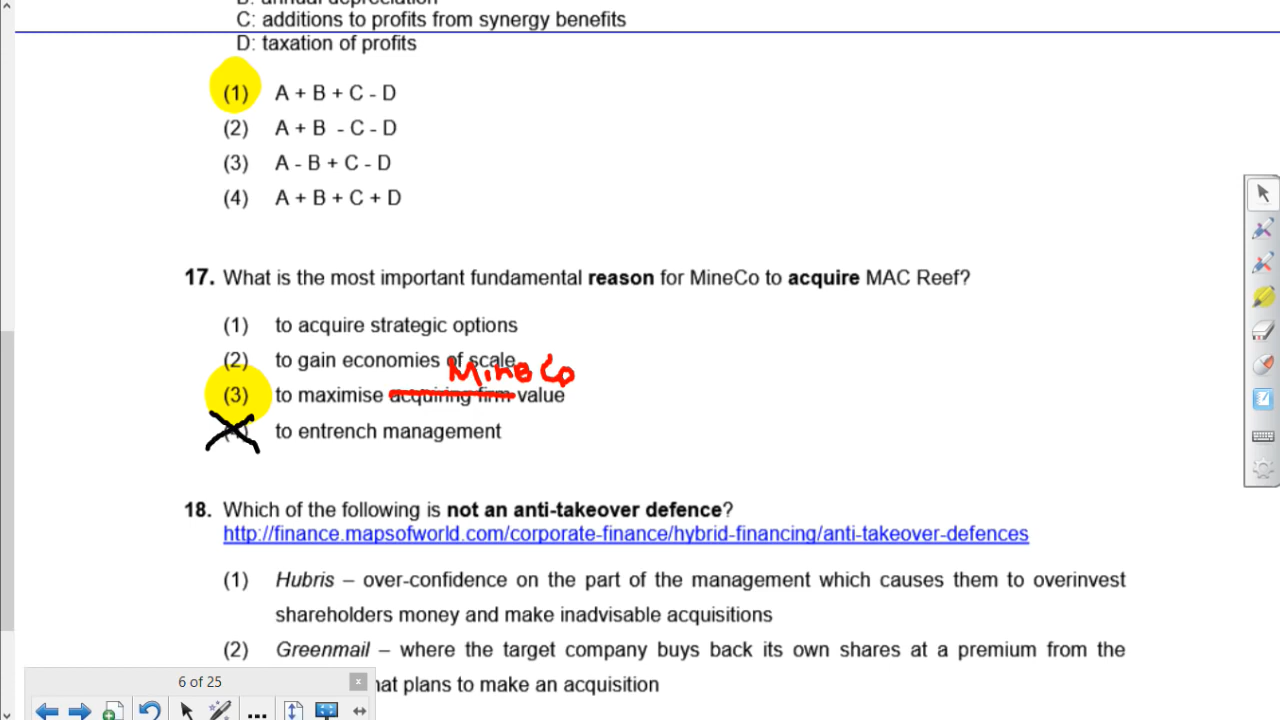 B: annual depreciation
C: additions to profits from synergy benefits
D: taxation of profits
(1) A + B + C - D
(2) A + B - C - D
(3) A - B + C - D
(4) A + B + C + D
17. What is the most important fundamental reason for MineCo to acquire MAC Reef?
(1) to acquire strategic options
(2) to gain economies of scale
MineCo
(3) to maximise acquiring firm value
to entrench management
18. Which of the following is not an anti-takeover defence?
http://finance.mapsofworld.com/corporate-finance/hybrid-financing/anti-takeover-defences
(1) Hubris – over-confidence on the part of the management which causes them to overinvest
shareholders money and make inadvisable acquisitions
(2) Greenmail – where the target company buys back its own shares at a premium from the
hat plans to make an acquisition
6 of 25